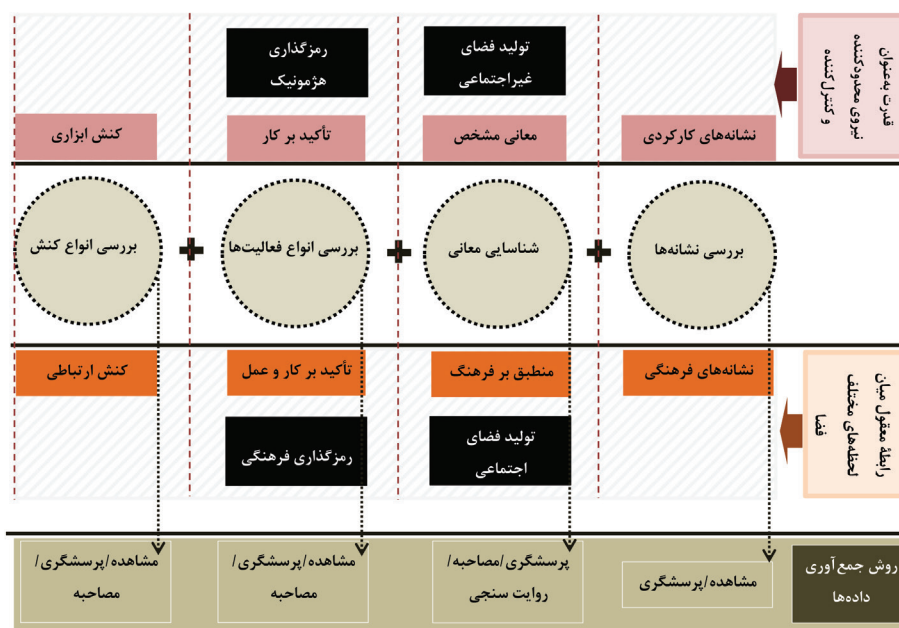 قدرت به‌عنوان
نیروی محدودکننده
و کنترل‌کننده
تولید فضای
غیراجتماعی
رمزگذاری
هژمونیک
نشانه‌های کارکردی
معانی مشخص
تأکید بر کار
کنش ابزاری
بررسی نشانه‌ها
شناسایی معانی
بررسی انواع فعالیت‌ها
بررسی انواع کنش
رابطهٔ معقول میان
لحظه‌های مختلف
فضا
نشانه‌های فرهنگی
منطبق بر فرهنگ
تأکید بر کار و عمل
کنش ارتباطی
تولید فضای
اجتماعی
رمزگذاری فرهنگی
روش جمع‌آوری
داده‌ها
مشاهده/پرسشگری
پرسشگری/مصاحبه/
روایت سنجی
مشاهده/پرسشگری/
مصاحبه
مشاهده/پرسشگری/
مصاحبه